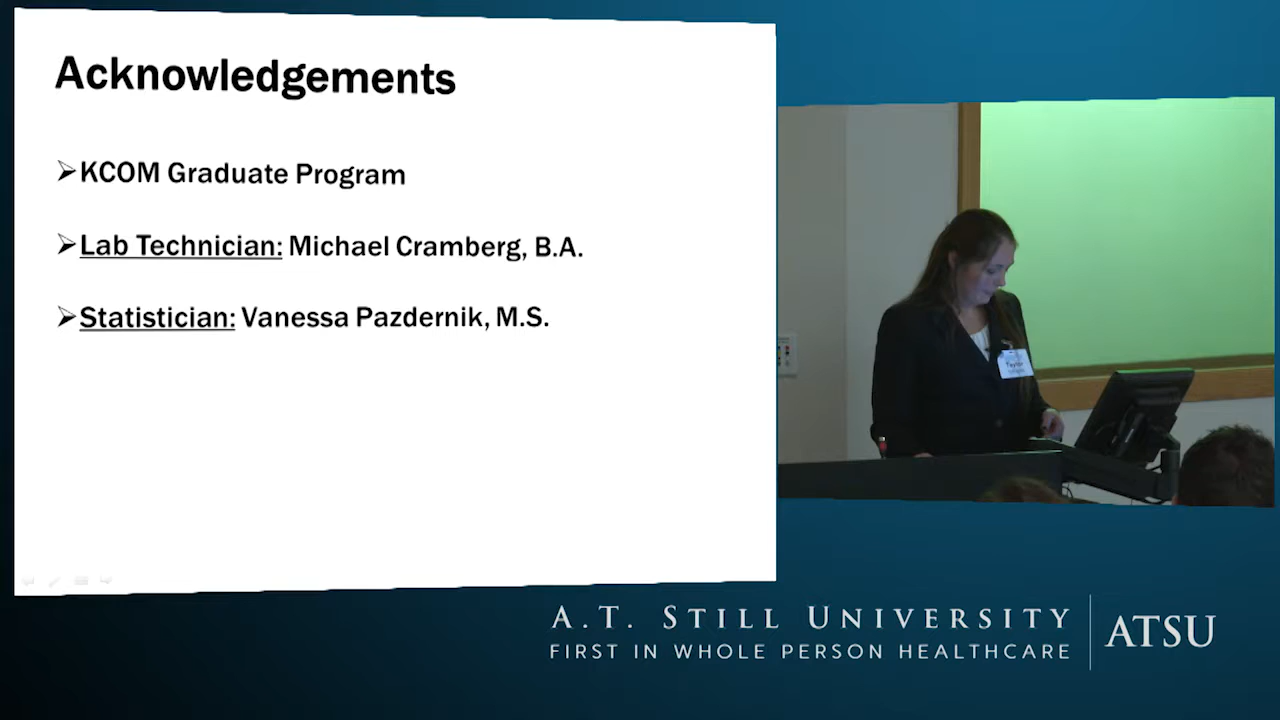 Acknowledgements
➢KCOM Graduate Program
➢Lab Technician: Michael Cramberg, B.A.
➢Statistician: Vanessa Pazdernik, M.S.
A.T. STILL UNIVERSITY
FIRST IN WHOLE PERSON HEALTHCARE
ATSU